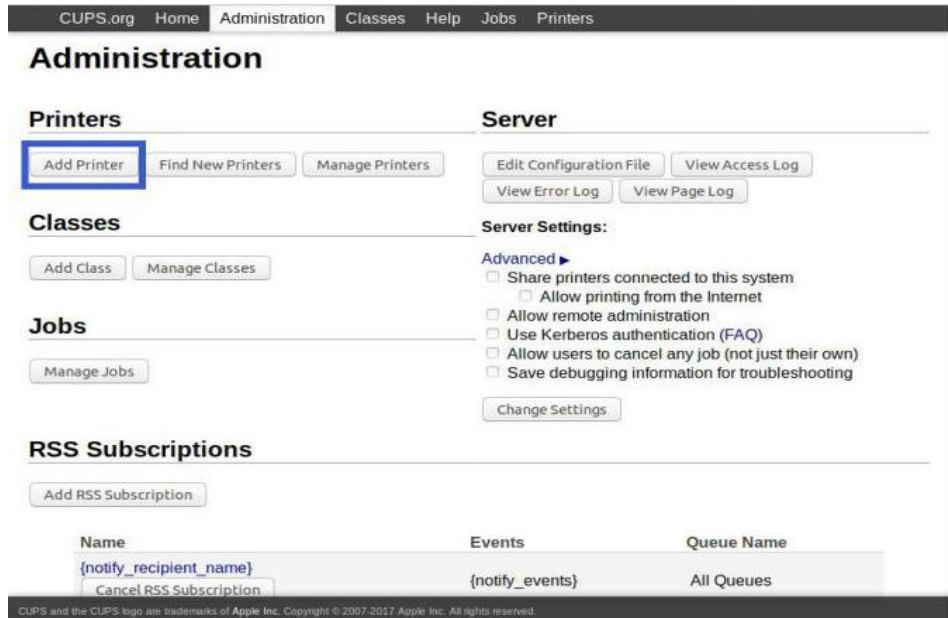 CUPS.org Home Administration Classes Help Jobs Printers
Administration
Printers
Add Printer Find New Printers Manage Printers
Classes
Add Class Manage Classes
Jobs
Manage Jobs
Server
Edit Configuration File View Access Log
View Error Log View Page Log
Server Settings:
Advanced ▶
Share printers connected to this system
Allow printing from the Internet
Allow remote administration
Use Kerberos authentication (FAQ)
Allow users to cancel any job (not just their own)
Save debugging information for troubleshooting
Change Settings
RSS Subscriptions
Add RSS Subscription
Name Events Queue Name
{notify_recipient_name} {notify_events} All Queues
Cancel RSS Subscription
CUPS and the CUPS logo are trademarks of Apple Inc. Copyright © 2007-2017 Apple Inc. All rights reserved.